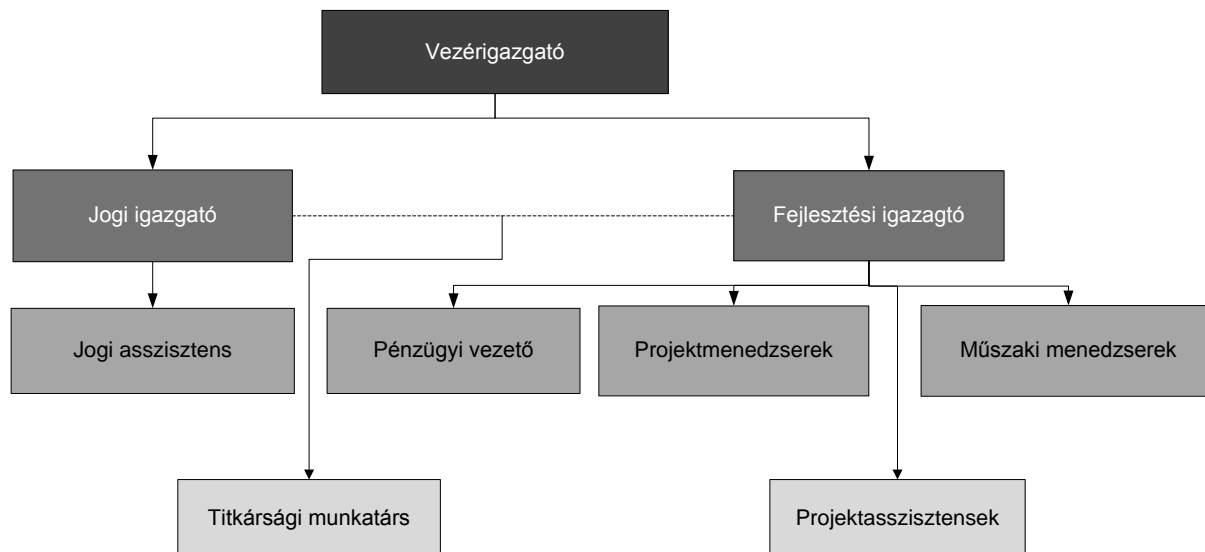 Vezérigazgató
Jogi igazgató
Fejlesztési igazagtó
Jogi asszisztens
Pénzügyi vezető
Projektmenedzserek
Műszaki menedzserek
Titkársági munkatárs
Projektasszisztensek